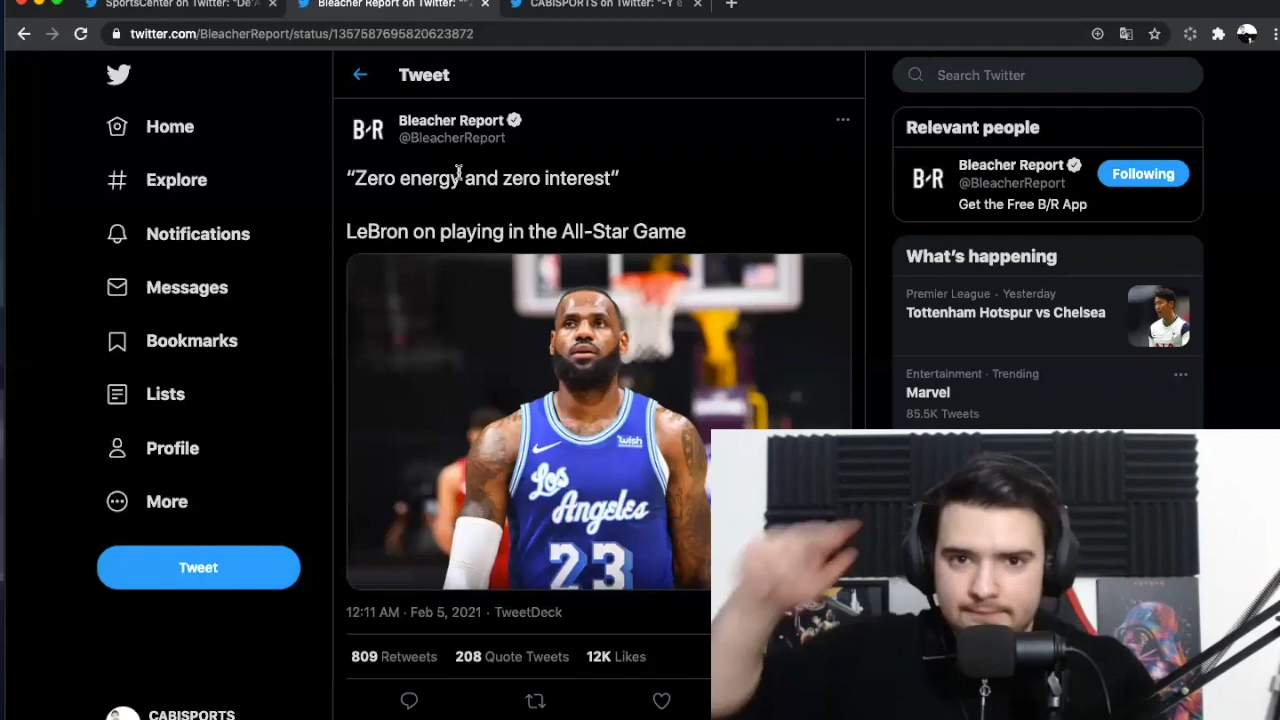 SportsCenter on Twitter: "De'A
Bleacher Report on Twitter: "“Z
CABISPORTS on Twitter: "-Y e
twitter.com/BleacherReport/status/1357587695820623872
Tweet
Search Twitter
Home
Explore
Notifications
Messages
Bookmarks
Lists
Profile
More
Tweet
CABISPORTS
B/R
Bleacher Report
@BleacherReport
“Zero energy and zero interest”
LeBron on playing in the All-Star Game
wish
Los
Angeles
23
12:11 AM · Feb 5, 2021 · TweetDeck
809 Retweets 208 Quote Tweets 12K Likes
Relevant people
B/R
Bleacher Report
@BleacherReport
Following
Get the Free B/R App
What’s happening
Premier League · Yesterday
Tottenham Hotspur vs Chelsea
Entertainment · Trending
Marvel
85.5K Tweets